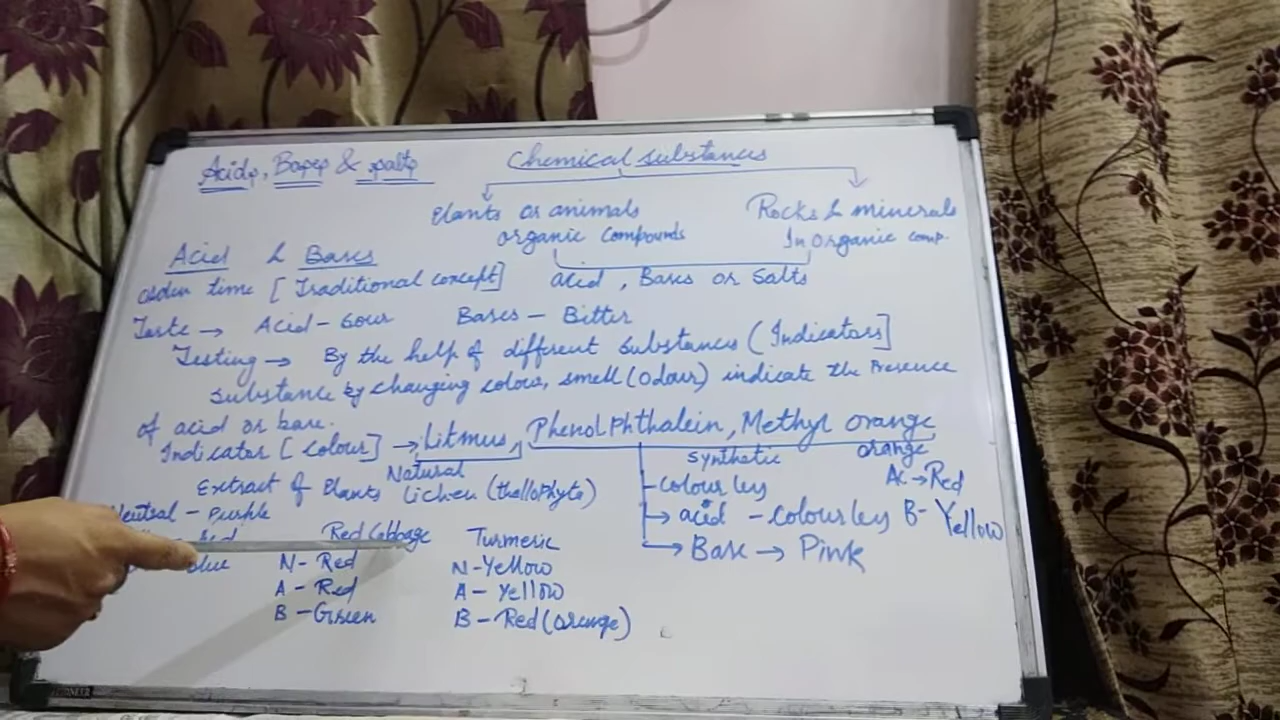 Acids, Bases & Salts
Chemical substances
Plants or animals
organic compounds
Rocks & minerals
Inorganic comp.
acid, Bases or Salts
Acid & Bases
olden time [Traditional concept]
Taste → Acid - Sour Bases - Bitter
Testing → By the help of different substances (Indicators]
substance by changing colour, smell (odour) indicate the Presence
of acid or base.
Indicator [colour] → Litmus, PhenolPhthalein, Methyl orange
Natural
synthetic
orange
Extract of Plants Lichen (thallophyta)
Neutral - Purple
Blue
colourless
acid - colourless
Base → Pink
Ac → Red
B - Yellow
Red Cabbage
N - Red
A - Red
B - Green
Turmeric
N - Yellow
A - Yellow
B - Red (orange)
PIONEER